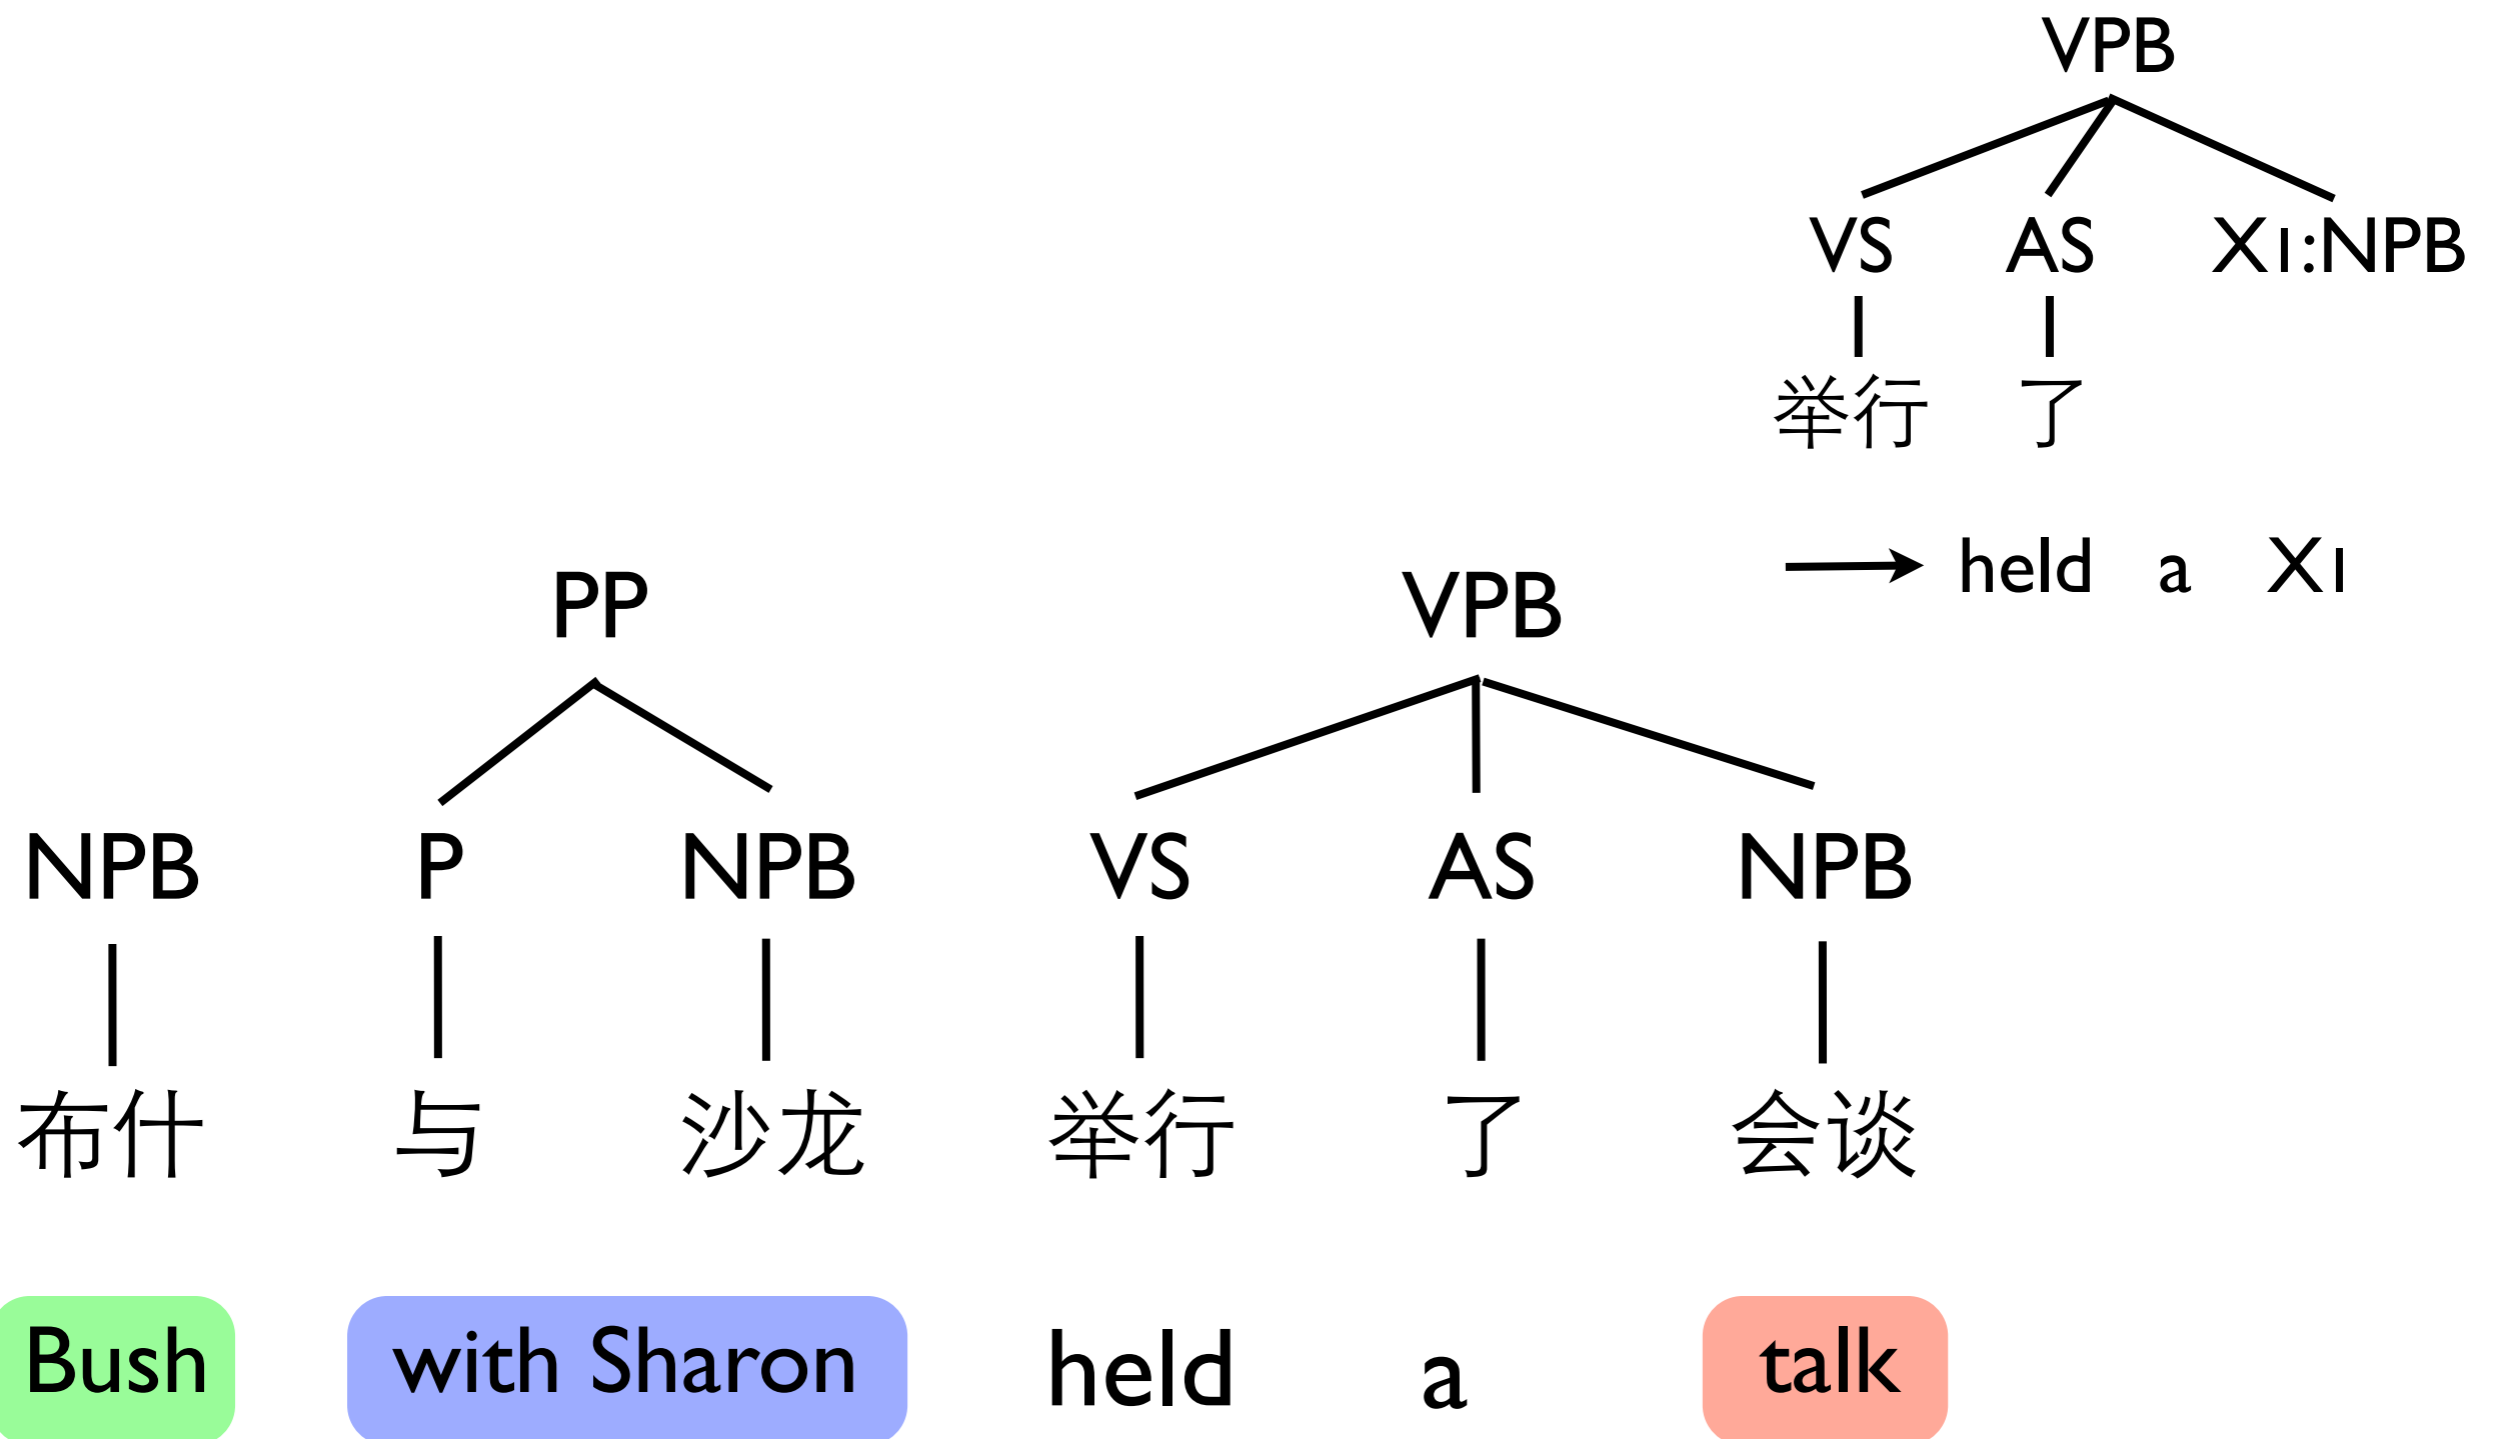 VPB
VS AS X1:NPB
举行 了
held a X1
PP VPB
NPB P NPB VS AS NPB
布什 与 沙龙 举行 了 会谈
Bush with Sharon held a talk